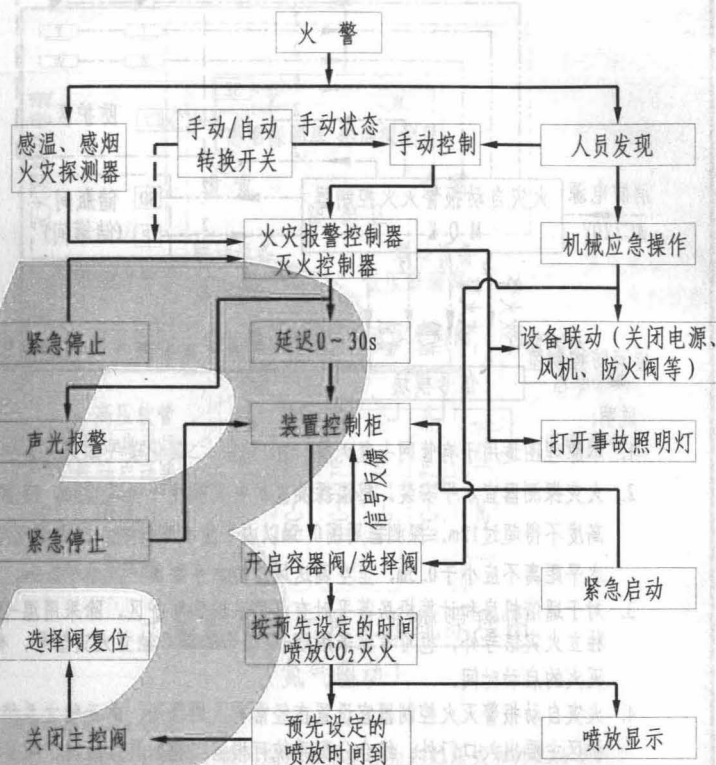 火 警
感温、感烟
火灾探测器
手动/自动
转换开关
手动状态
手动控制
人员发现
火灾报警控制器
灭火控制器
机械应急操作
紧急停止
延迟0～30s
设备联动（关闭电源、
风机、防火阀等）
声光报警
装置控制柜
打开事故照明灯
信号反馈
紧急停止
开启容器阀/选择阀
紧急启动
选择阀复位
按预先设定的时间
喷放CO₂灭火
关闭主控阀
预先设定的
喷放时间到
喷放显示